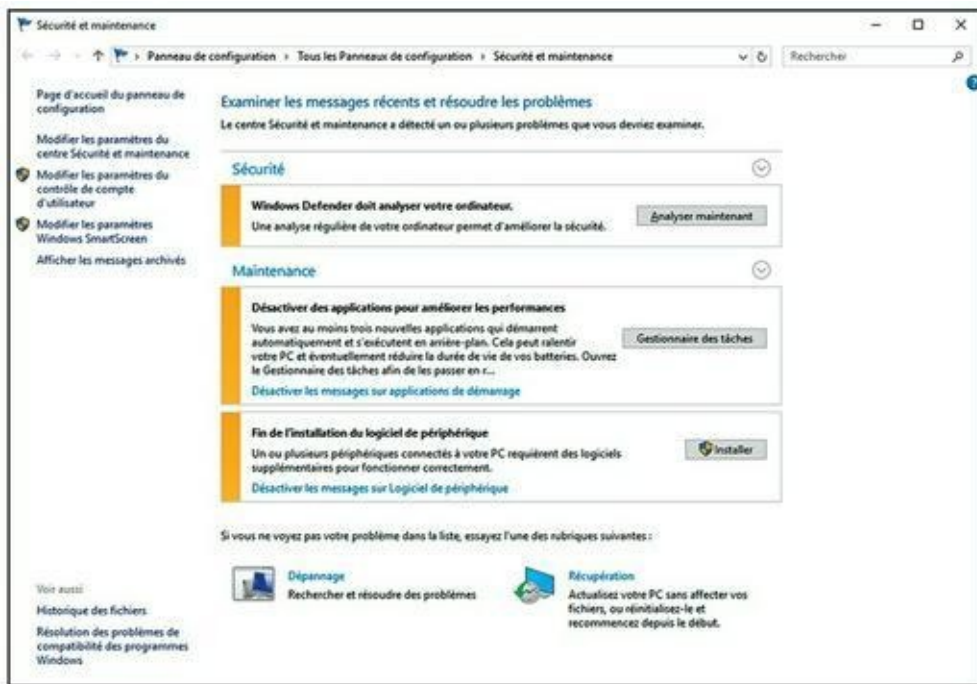 Sécurité et maintenance
Panneau de configuration › Tous les Panneaux de configuration › Sécurité et maintenance
Rechercher
Page d'accueil du panneau de
configuration
Modifier les paramètres du
centre Sécurité et maintenance
Modifier les paramètres du
contrôle de compte
d'utilisateur
Modifier les paramètres
Windows SmartScreen
Afficher les messages archivés
Examiner les messages récents et résoudre les problèmes
Le centre Sécurité et maintenance a détecté un ou plusieurs problèmes que vous devriez examiner.
Sécurité
Windows Defender doit analyser votre ordinateur.
Une analyse régulière de votre ordinateur permet d'améliorer la sécurité.
Analyser maintenant
Maintenance
Désactiver des applications pour améliorer les performances
Vous avez au moins trois nouvelles applications qui démarrent
automatiquement et s'exécutent en arrière-plan. Cela peut ralentir
votre PC et éventuellement réduire la durée de vie de vos batteries. Ouvrez
le Gestionnaire des tâches afin de les passer en r...
Gestionnaire des tâches
Désactiver les messages sur applications de démarrage
Fin de l'installation du logiciel de périphérique
Un ou plusieurs périphériques connectés à votre PC requièrent des logiciels
supplémentaires pour fonctionner correctement.
Installer
Désactiver les messages sur Logiciel de périphérique
Si vous ne voyez pas votre problème dans la liste, essayez l'une des rubriques suivantes :
Dépannage
Rechercher et résoudre des problèmes
Récupération
Actualisez votre PC sans affecter vos
fichiers, ou réinitialisez-le et
recommencez depuis le début.
Voir aussi
Historique des fichiers
Résolution des problèmes de
compatibilité des programmes
Windows